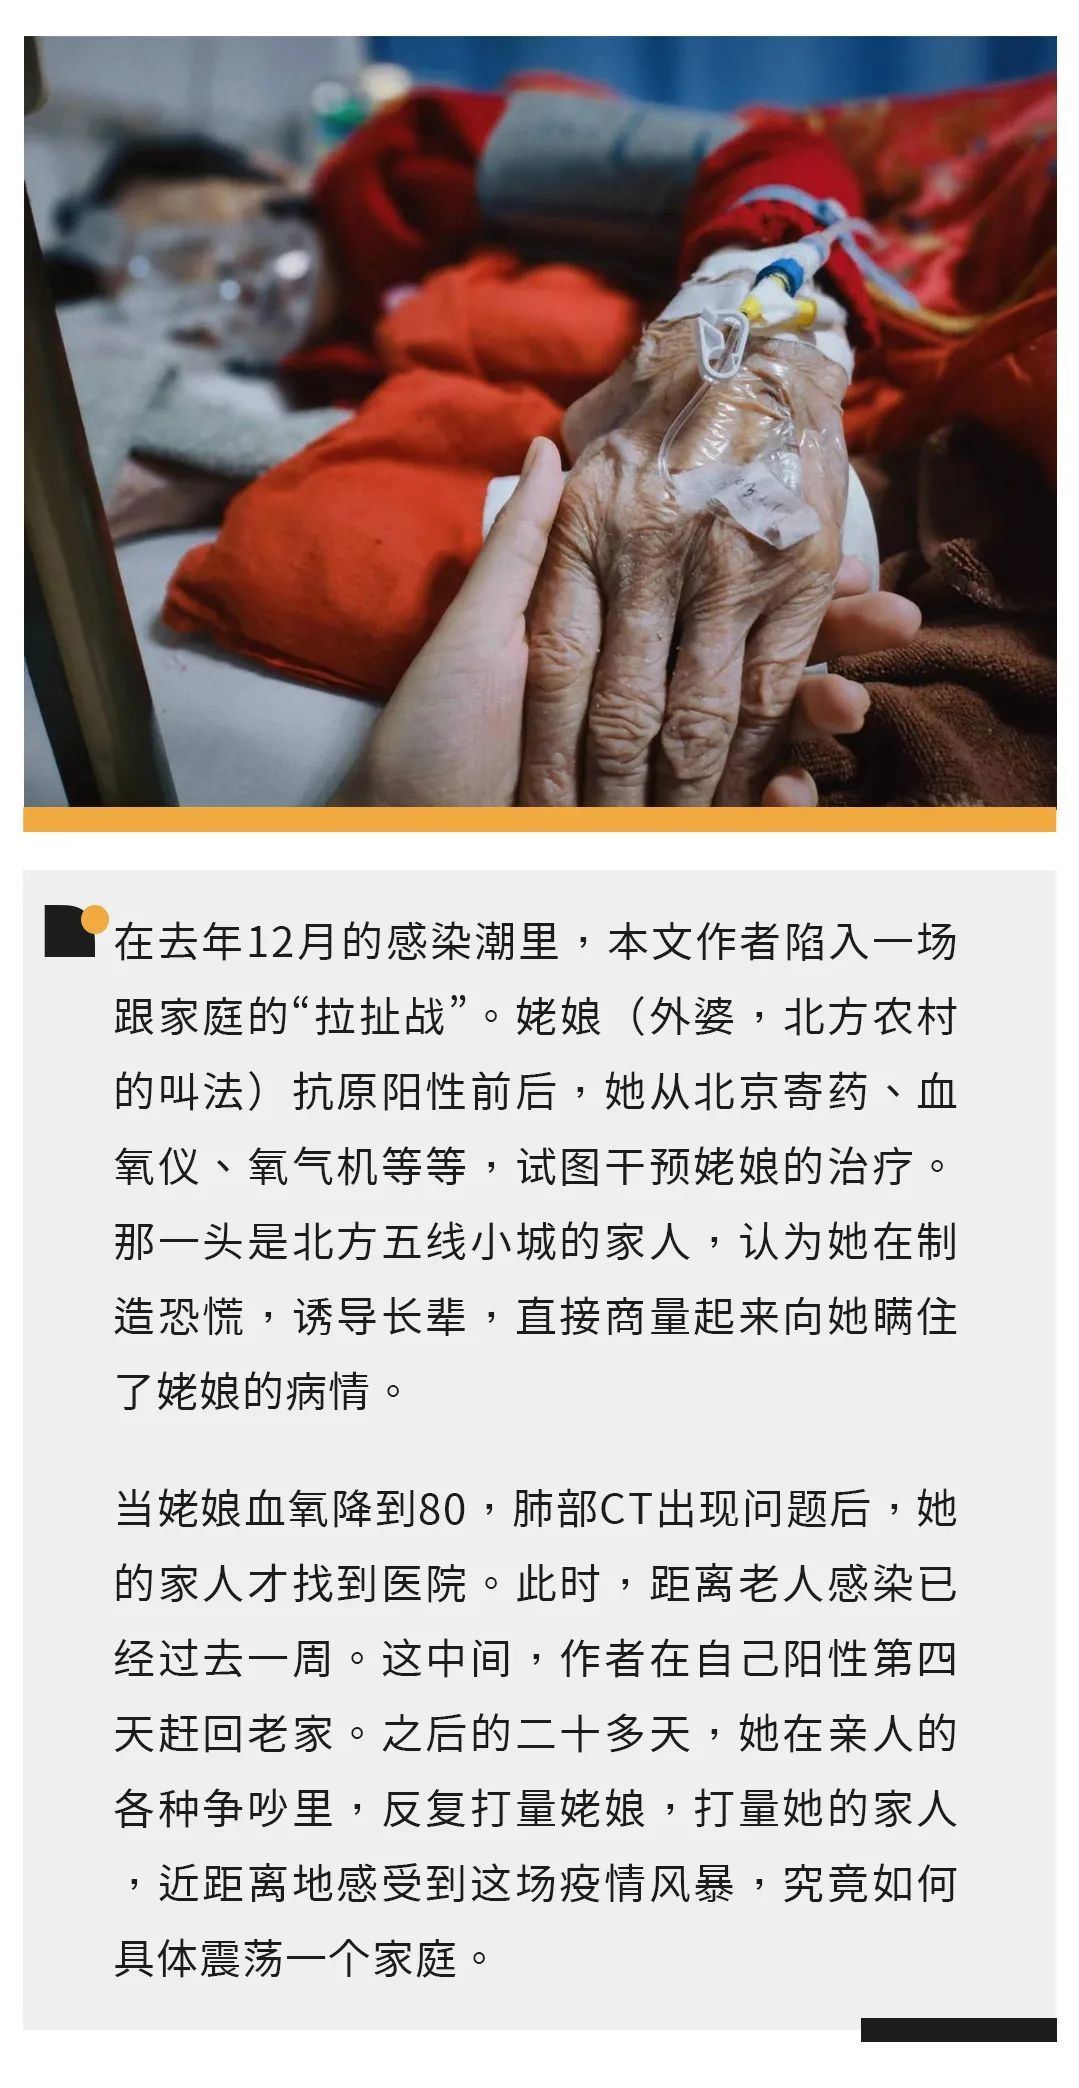 在去年12月的感染潮里，本文作者陷入一场
跟家庭的“拉扯战”。姥娘（外婆，北方农村
的叫法）抗原阳性前后，她从北京寄药、血
氧仪、氧气机等等，试图干预姥娘的治疗。
那一头是北方五线小城的家人，认为她在制
造恐慌，诱导长辈，直接商量起来向她瞒住
了姥娘的病情。
当姥娘血氧降到80，肺部CT出现问题后，她
的家人才找到医院。此时，距离老人感染已
经过去一周。这中间，作者在自己阳性第四
天赶回老家。之后的二十多天，她在亲人的
各种争吵里，反复打量姥娘，打量她的家人
，近距离地感受到这场疫情风暴，究竟如何
具体震荡一个家庭。